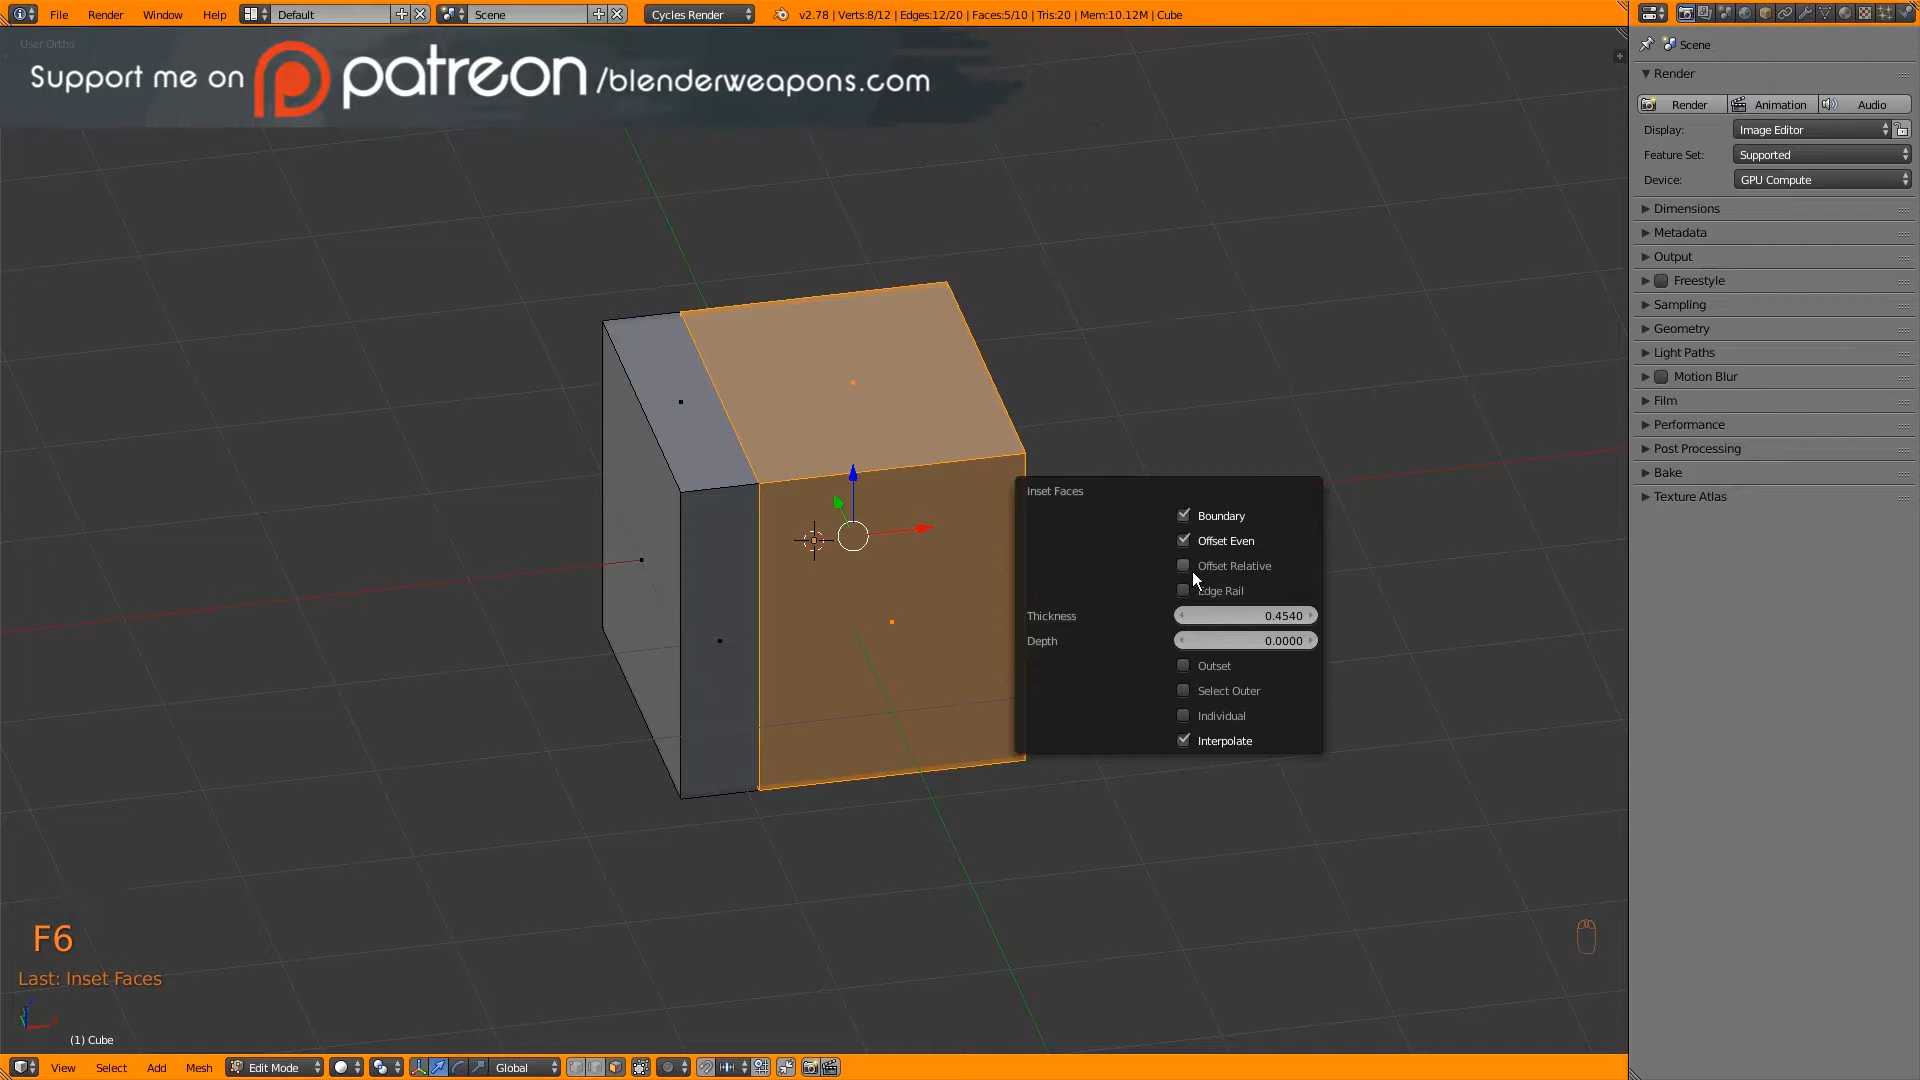 File Render Window Help Default Scene Cycles Render v2.78 | Verts:8/12 | Edges:12/20 | Faces:5/10 | Tris:20 | Mem:10.12M | Cube
User Ortho
Support me on patreon /blenderweapons.com
Scene
Render
Render Animation Audio
Display: Image Editor
Feature Set: Supported
Device: GPU Compute
Dimensions
Metadata
Output
Freestyle
Sampling
Geometry
Light Paths
Motion Blur
Film
Performance
Post Processing
Bake
Texture Atlas
Inset Faces
Boundary
Offset Even
Offset Relative
Edge Rail
Thickness 0.4540
Depth 0.0000
Outset
Select Outer
Individual
Interpolate
F6
Last: Inset Faces
(1) Cube
View Select Add Mesh Edit Mode Global